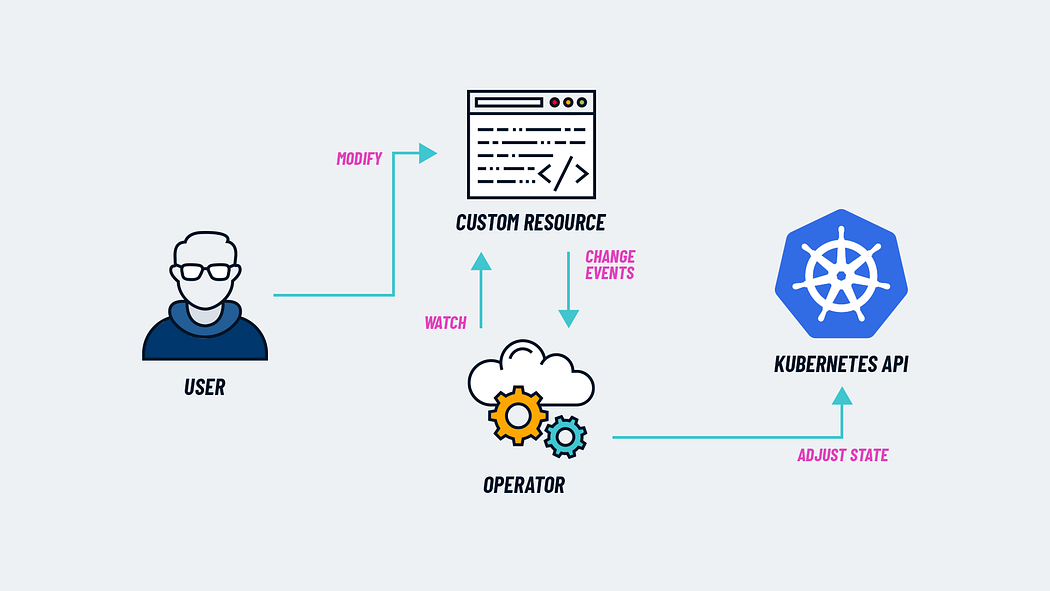 MODIFY
CUSTOM RESOURCE
CHANGE
EVENTS
WATCH
USER
KUBERNETES API
ADJUST STATE
OPERATOR